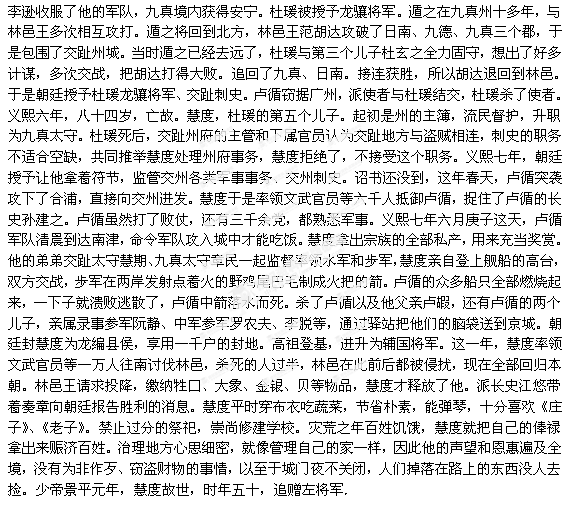 李逊收服了他的军队，九真境内获得安宁。杜瑗被授予龙骧将军。遁之在九真州十多年，与
林邑王多次相互攻打。遁之将回到北方，林邑王范胡达攻破了日南、九德、九真三个郡，于
是包围了交趾州城。当时遁之已经去远了，杜瑗与第三个儿子杜玄之全力固守，想出了好多
计谋，多次交战，把胡达打得大败。追回了九真、日南。接连获胜，所以胡达退回到林邑。
于是朝廷授予杜瑗龙骧将军、交趾刺史。卢循窃据广州，派使者与杜瑗结交，杜瑗杀了使者。
义熙六年，八十四岁，亡故。慧度，杜瑗的第五个儿子。起初是州的主簿，流民督护，升职
为九真太守。杜瑗死后，交趾州府的主管和下属官员认为交趾地方与盗贼相连，刺史的职务
不适合空缺，共同推举慧度处理州府事务，慧度拒绝了，不接受这个职务。义熙七年，朝廷
授予让他拿着符节，监管交州各类军事事务、交州刺史。诏书还没到，这年春天，卢循突袭
攻下了合浦，直接向交州进发。慧度于是率领文武官员等六千人抵御卢循，捉住了卢循的长
史孙建之。卢循虽然打了败仗，还有三千余党，都熟悉军事。义熙七年六月庚子这天，卢循
军队清晨到达南津，命令军队攻入城中才能吃饭。慧度拿出宗族的全部私产，用来充当奖赏。
他的弟弟交趾太守慧期、九真太守章民一起监督率领水军和步军，慧度亲自登上舰船的高台，
双方交战，步军在两岸发射点着火的野鸡尾巴毛制成火把的箭。卢循的众多船只全部燃烧起
来，一下子就溃败逃散了，卢循中箭落水而死。杀了卢循以及他父亲卢嘏，还有卢循的两个
儿子，亲属录事参军阮静、中军参军罗农夫、李脱等，通过驿站把他们的脑袋送到京城。朝
廷封慧度为龙编县侯，享用一千户的封地。高祖登基，进升为辅国将军。这一年，慧度率领
文武官员等一万人往南讨伐林邑，杀死的人过半，林邑在此前后都被侵扰，现在全部回归本
朝。林邑王请求投降，缴纳牲口、大象、金银、贝等物品，慧度才释放了他。派长史江悠带
着奏章向朝廷报告胜利的消息。慧度平时穿布衣吃蔬菜，节省朴素，能弹琴，十分喜欢《庄
子》、《老子》。禁止过分的祭祀，崇尚修建学校。灾荒之年百姓饥饿，慧度就把自己的俸禄
拿出来赈济百姓。治理地方心思细密，就像管理自己的家一样，因此他的声望和恩惠遍及全
境，没有为非作歹、窃盗财物的事情，以至于城门夜不关闭，人们掉落在路上的东西没人去
捡。少帝景平元年，慧度故世，时年五十，追赠左将军.